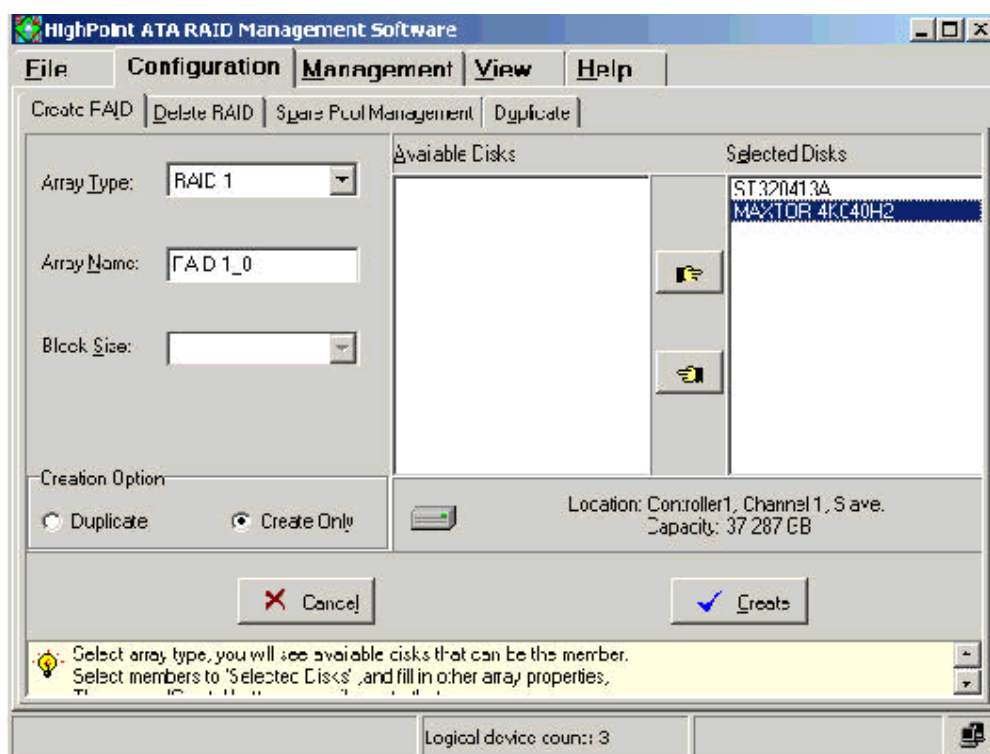 HighPoint ATA RAID Management Software
File Configuration Management View Help
Create RAID Delete RAID Spare Pool Management Duplicate
Available Disks Selected Disks
Array Type: RAID 1
ST320413A
MAXTOR 4K040H2
Array Name: RAID 1_0
Block Size:
Creation Option
Duplicate Create Only
Location: Controller1, Channel 1, Slave.
Capacity: 37.287 GB
Cancel Create
Select array type, you will see available disks that can be the member.
Select members to 'Selected Disks', and fill in other array properties,
Logical device count: 3